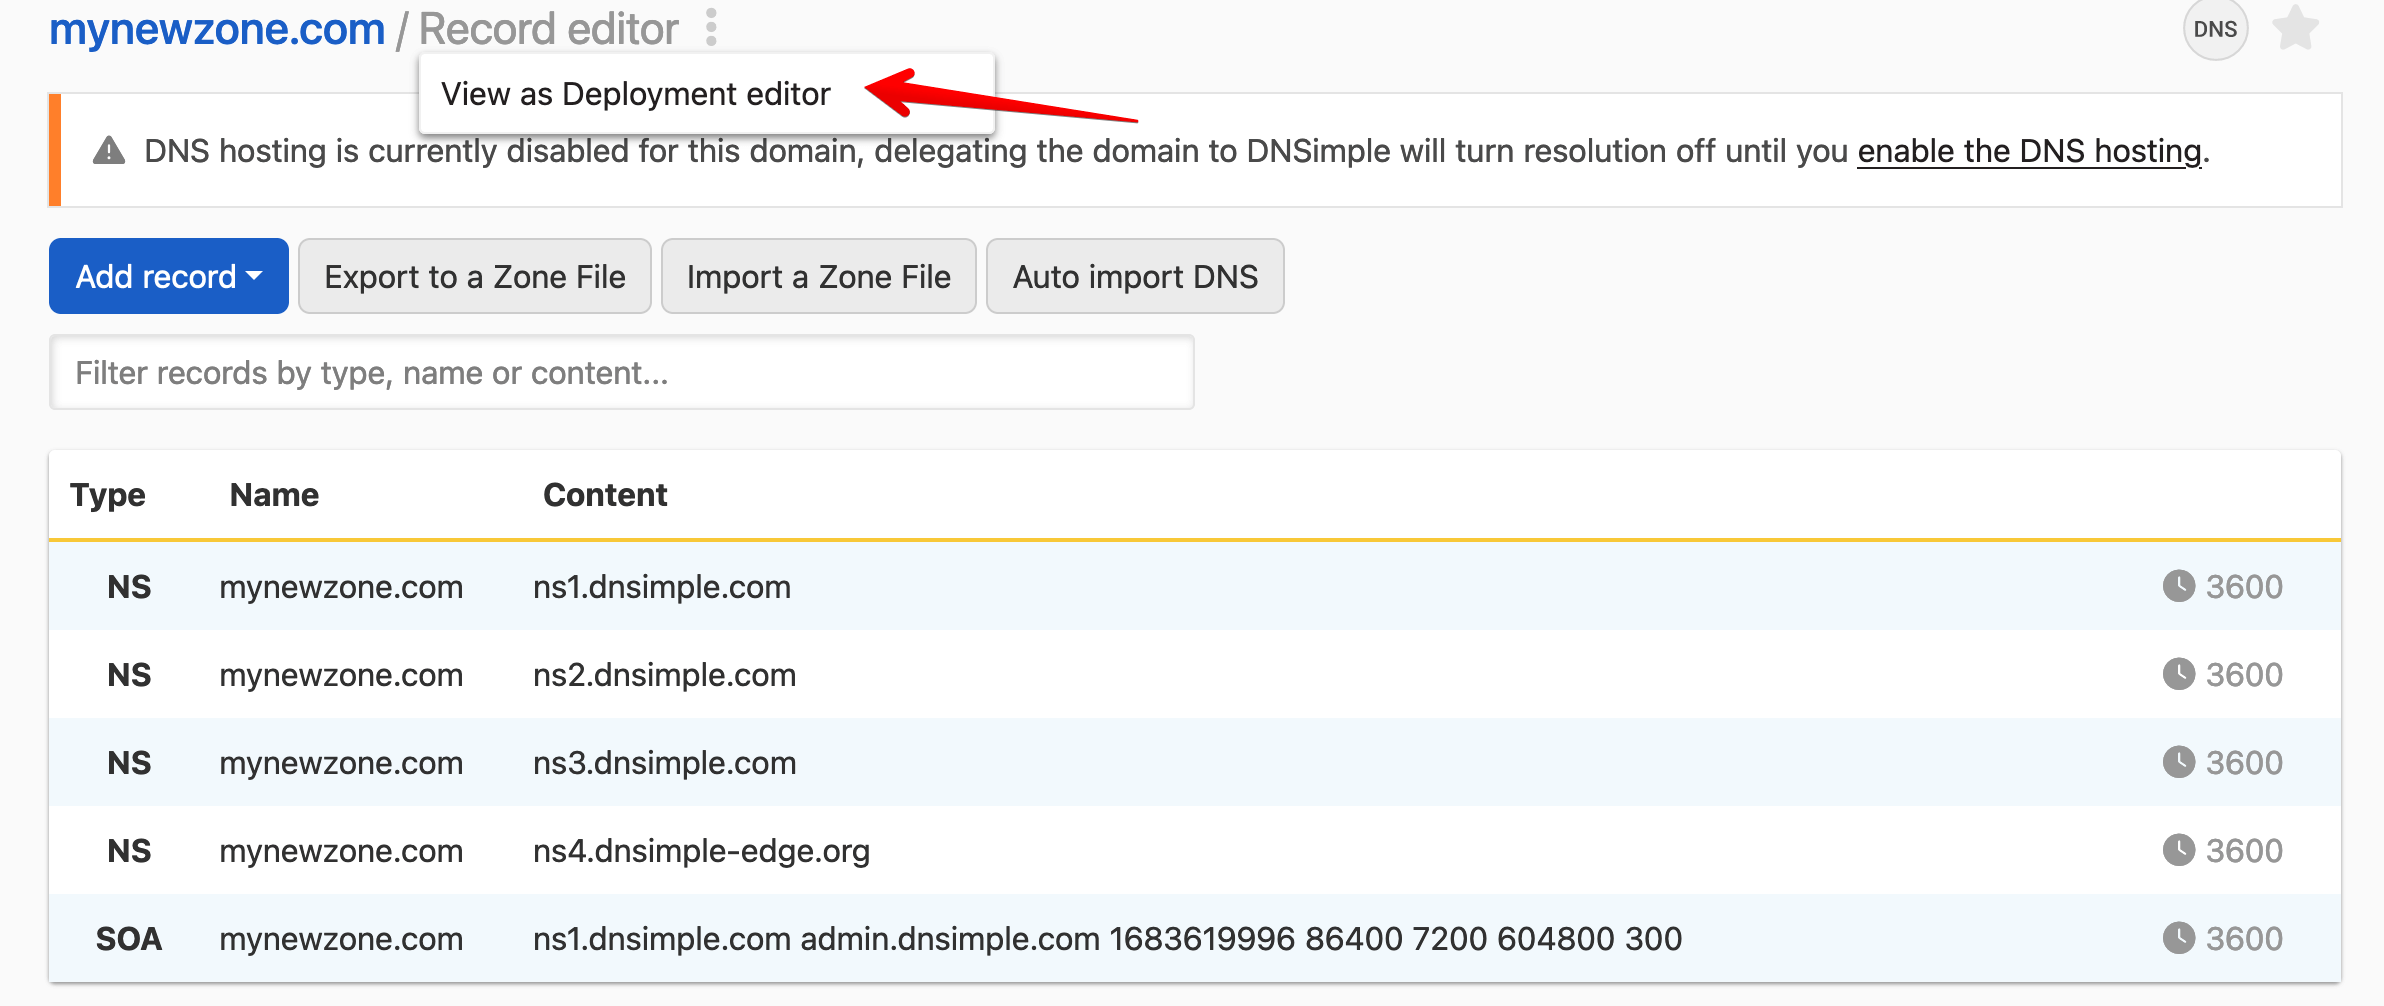 mynewzone.com / Record editor
DNS
View as Deployment editor
DNS hosting is currently disabled for this domain, delegating the domain to DNSimple will turn resolution off until you enable the DNS hosting.
Add record Export to a Zone File Import a Zone File Auto import DNS
Filter records by type, name or content...
Type Name Content
NS mynewzone.com ns1.dnsimple.com 3600
NS mynewzone.com ns2.dnsimple.com 3600
NS mynewzone.com ns3.dnsimple.com 3600
NS mynewzone.com ns4.dnsimple-edge.org 3600
SOA mynewzone.com ns1.dnsimple.com admin.dnsimple.com 1683619996 86400 7200 604800 300 3600